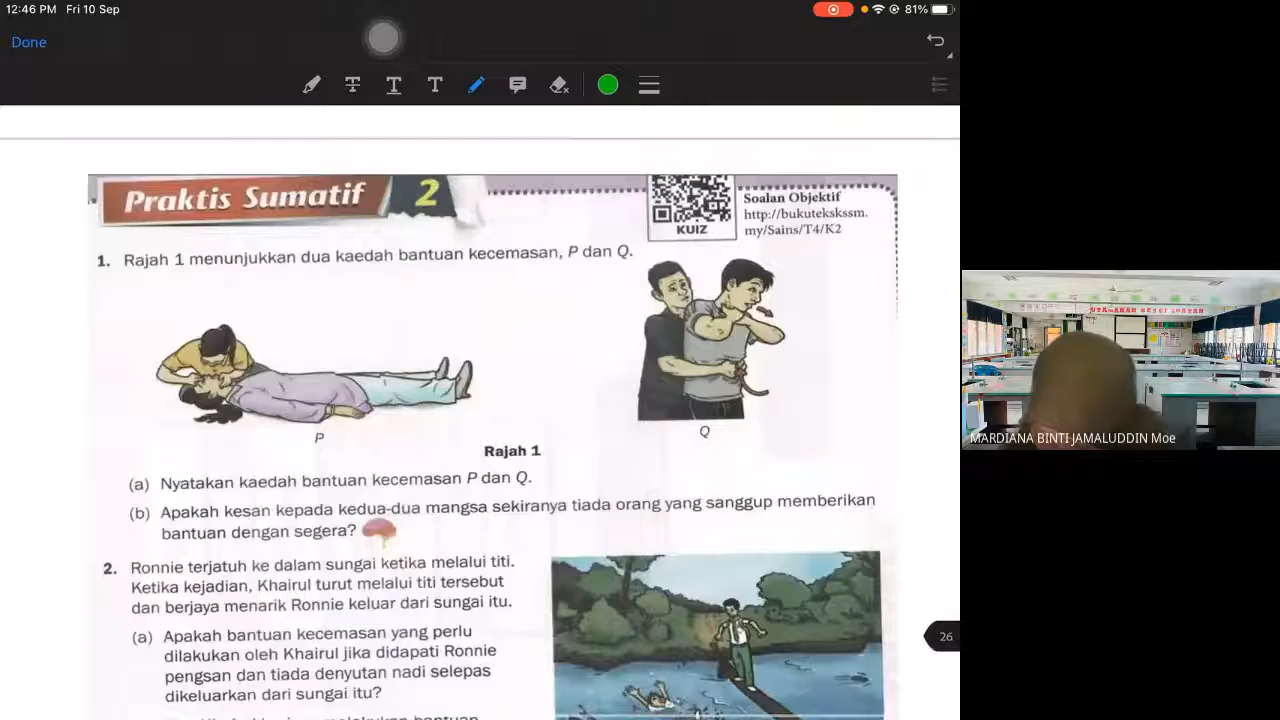 12:46 PM Fri 10 Sep
81%
Done
Praktis Sumatif 2
KUIZ
Soalan Objektif
http://bukutekskssm.
my/Sains/T4/K2
1. Rajah 1 menunjukkan dua kaedah bantuan kecemasan, P dan Q.
P
Q
Rajah 1
(a) Nyatakan kaedah bantuan kecemasan P dan Q.
(b) Apakah kesan kepada kedua-dua mangsa sekiranya tiada orang yang sanggup memberikan
bantuan dengan segera?
2. Ronnie terjatuh ke dalam sungai ketika melalui titi.
Ketika kejadian, Khairul turut melalui titi tersebut
dan berjaya menarik Ronnie keluar dari sungai itu.
(a) Apakah bantuan kecemasan yang perlu
dilakukan oleh Khairul jika didapati Ronnie
pengsan dan tiada denyutan nadi selepas
dikeluarkan dari sungai itu?
26
MARDIANA BINTI JAMALUDDIN Moe